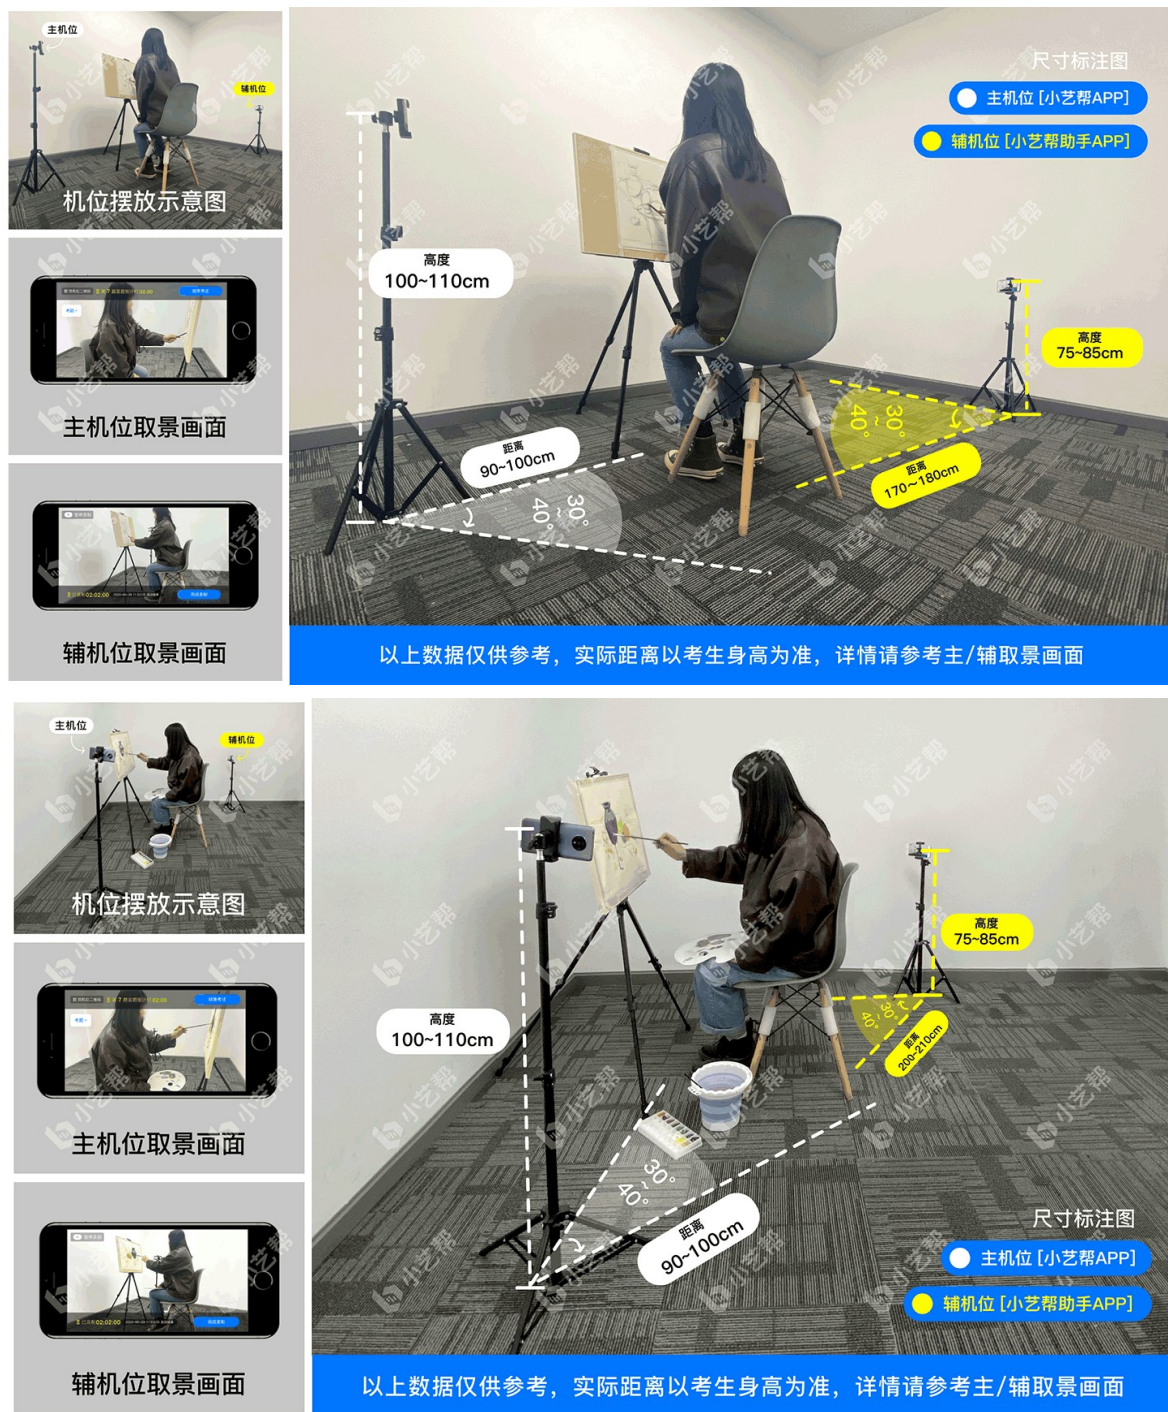 主机位
辅机位
机位摆放示意图
主机位取景画面
辅机位取景画面
尺寸标注图
主机位 [小艺帮APP]
辅机位 [小艺帮助手APP]
高度
100~110cm
高度
75~85cm
距离
90~100cm
30°~40°
30°~40°
距离
170~180cm
以上数据仅供参考，实际距离以考生身高为准，详情请参考主/辅取景画面
主机位
辅机位
机位摆放示意图
主机位取景画面
辅机位取景画面
高度
100~110cm
高度
75~85cm
30°~40°
距离
200~210cm
30°~40°
距离
90~100cm
尺寸标注图
主机位 [小艺帮APP]
辅机位 [小艺帮助手APP]
以上数据仅供参考，实际距离以考生身高为准，详情请参考主/辅取景画面
小艺帮